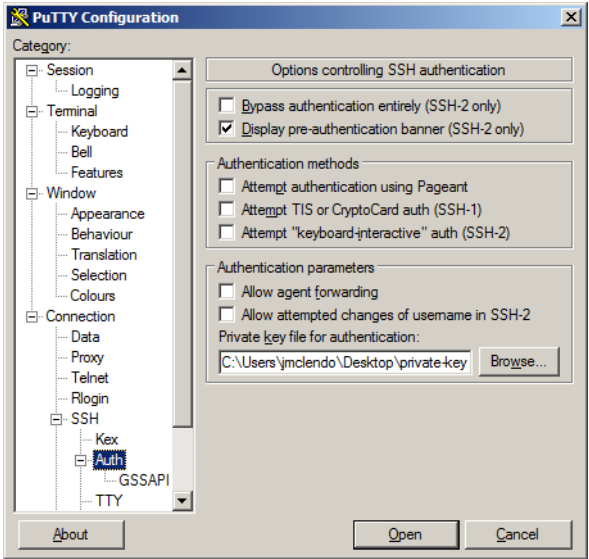 PuTTY Configuration
Category:
Session
Logging
Terminal
Keyboard
Bell
Features
Window
Appearance
Behaviour
Translation
Selection
Colours
Connection
Data
Proxy
Telnet
Rlogin
SSH
Kex
Auth
GSSAPI
TTY
Options controlling SSH authentication
Bypass authentication entirely (SSH-2 only)
Display pre-authentication banner (SSH-2 only)
Authentication methods
Attempt authentication using Pageant
Attempt TIS or CryptoCard auth (SSH-1)
Attempt "keyboard-interactive" auth (SSH-2)
Authentication parameters
Allow agent forwarding
Allow attempted changes of username in SSH-2
Private key file for authentication:
C:\Users\jmclendo\Desktop\private-key
Browse...
About
Open
Cancel